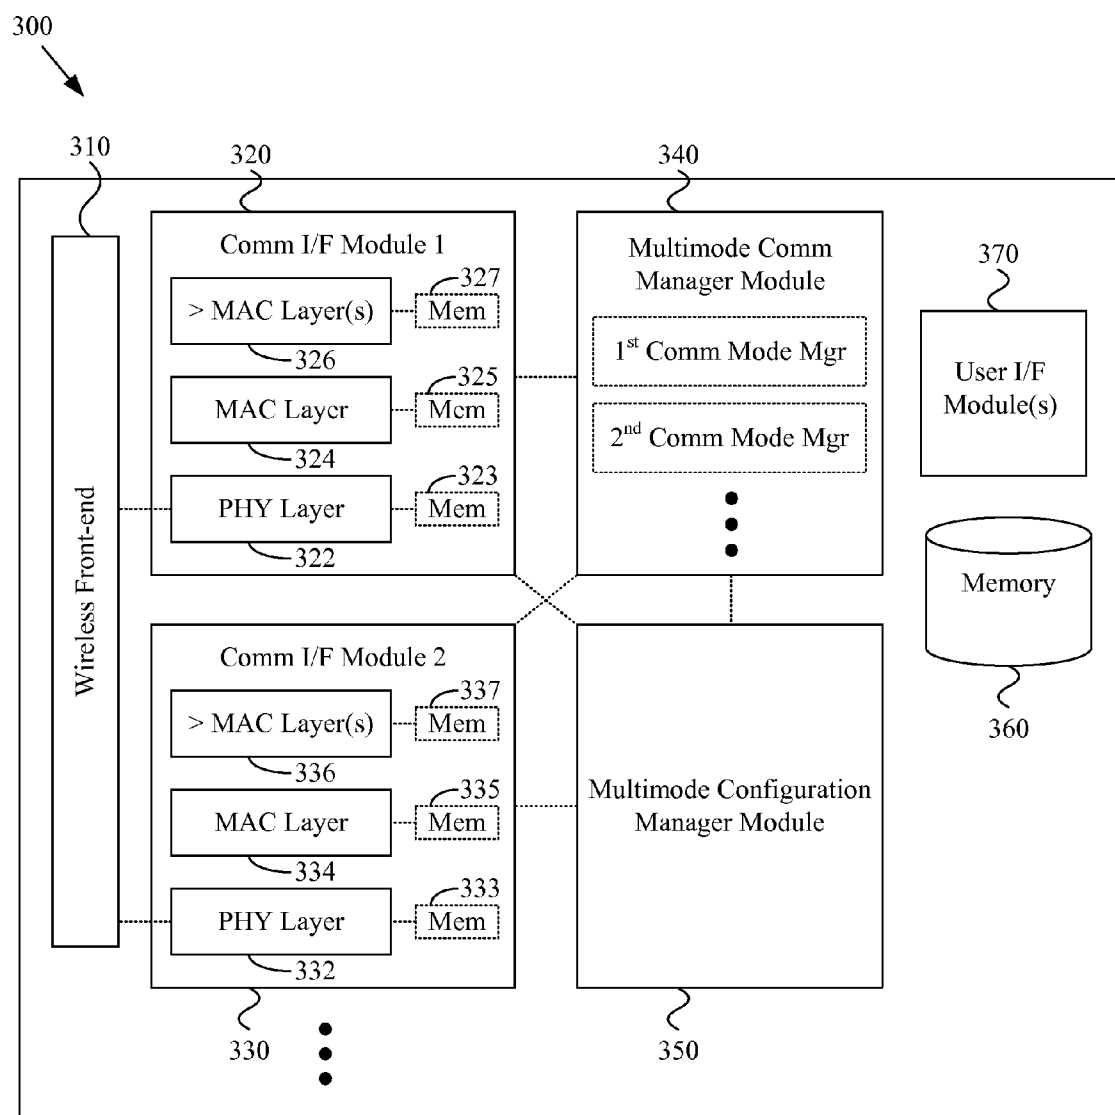 300
310
320
340
370
Wireless Front-end
Comm I/F Module 1
327
> MAC Layer(s)
Mem
326
325
MAC Layer
Mem
324
323
PHY Layer
Mem
322
Multimode Comm
Manager Module
1st Comm Mode Mgr
2nd Comm Mode Mgr
User I/F
Module(s)
Memory
360
Comm I/F Module 2
337
> MAC Layer(s)
Mem
336
335
MAC Layer
Mem
334
333
PHY Layer
Mem
332
330
Multimode Configuration
Manager Module
350